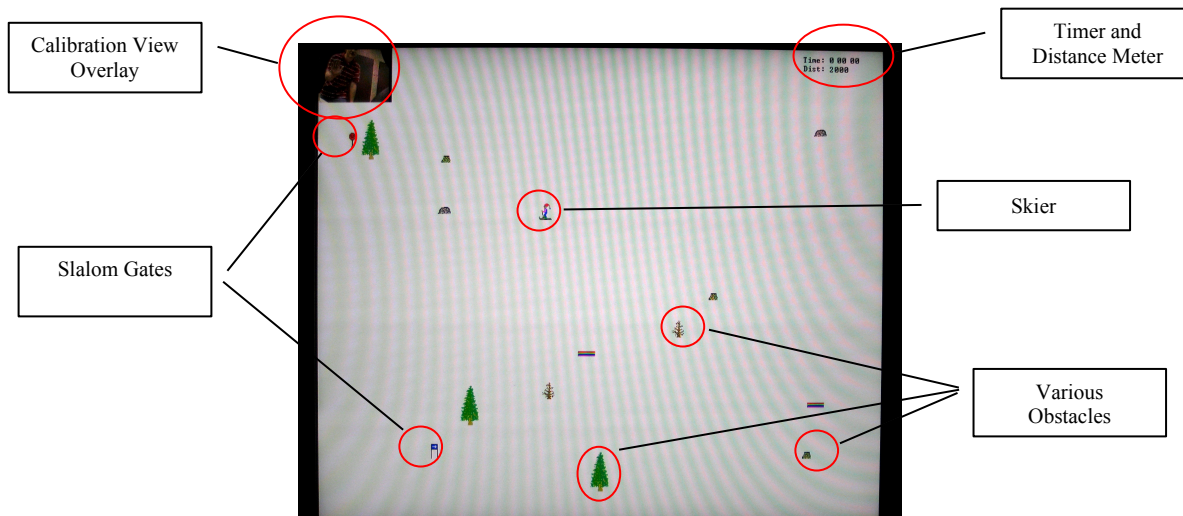 Calibration View
Overlay
Timer and
Distance Meter
Time: 0 00 00
Dist: 2000
Skier
Slalom Gates
Various
Obstacles